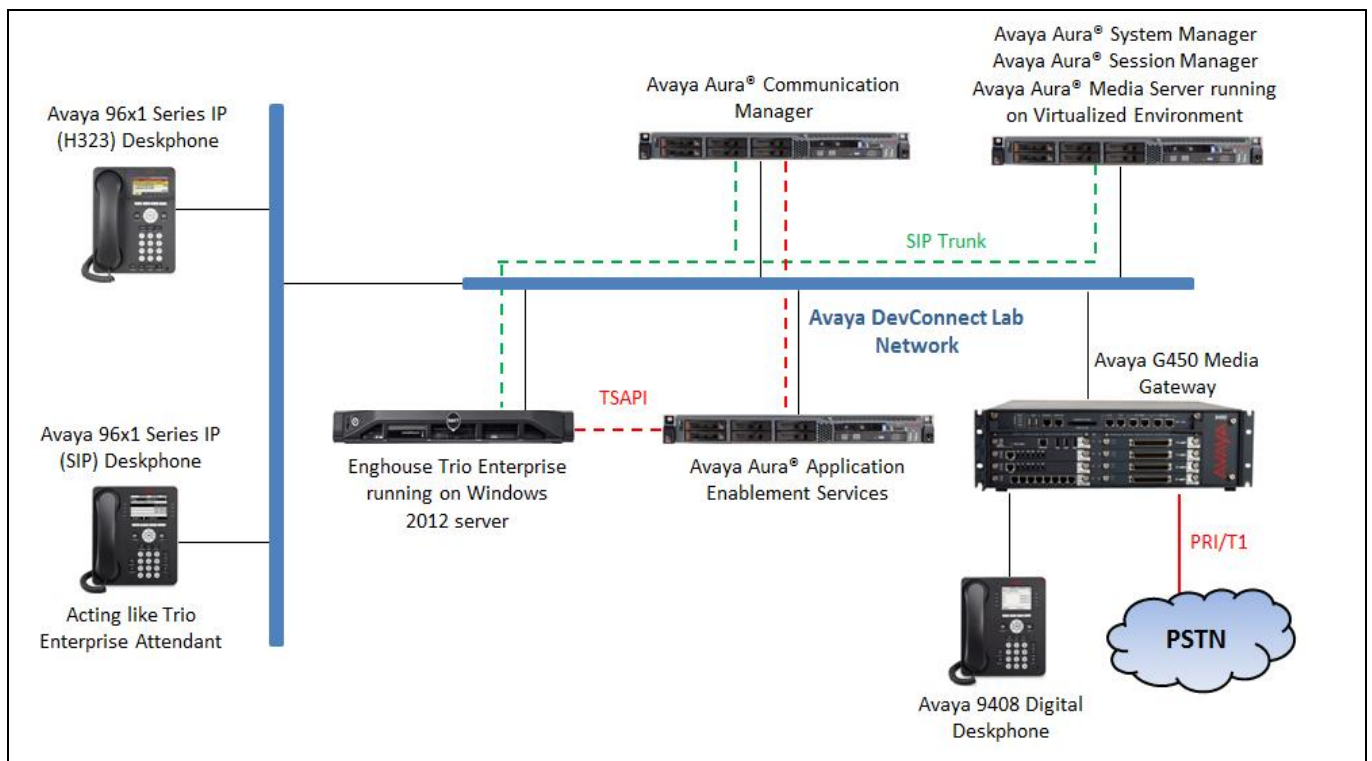 Avaya Aura® System Manager
Avaya Aura® Session Manager
Avaya Aura® Media Server running
on Virtualized Environment
Avaya Aura® Communication
Manager
Avaya 96x1 Series IP
(H323) Deskphone
SIP Trunk
Avaya DevConnect Lab
Network
Avaya G450 Media
Gateway
TSAPI
AVAYA
Avaya 96x1 Series IP
(SIP) Deskphone
Enghouse Trio Enterprise
running on Windows
2012 server
Avaya Aura® Application
Enablement Services
PRI/T1
Acting like Trio
Enterprise Attendant
PSTN
Avaya 9408 Digital
Deskphone